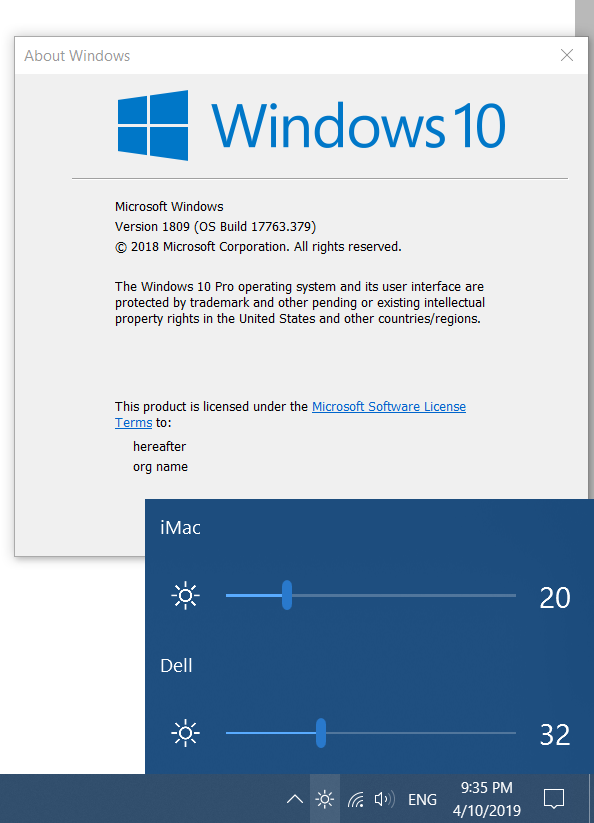 About Windows
Windows 10
Microsoft Windows
Version 1809 (OS Build 17763.379)
© 2018 Microsoft Corporation. All rights reserved.
The Windows 10 Pro operating system and its user interface are
protected by trademark and other pending or existing intellectual
property rights in the United States and other countries/regions.
This product is licensed under the Microsoft Software License
Terms to:
hereafter
org name
iMac
20
Dell
32
ENG
9:35 PM
4/10/2019